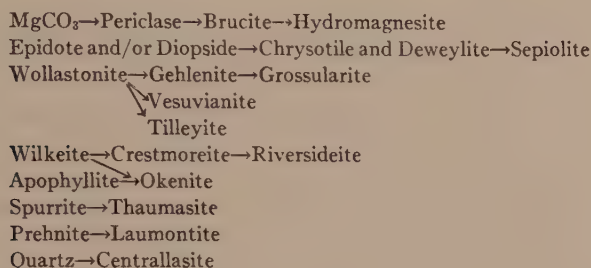 MgCO₃→Periclase→Brucite→Hydromagnesite
Epidote and/or Diopside→Chrysotile and Deweylite→Sepiolite
Wollastonite→Gehlenite→Grossularite
Vesuvianite
Tilleyite
Wilkeite→Crestmoreite→Riversideite
Apophyllite→Okenite
Spurrite→Thaumasite
Prehnite→Laumontite
Quartz→Centrallasite